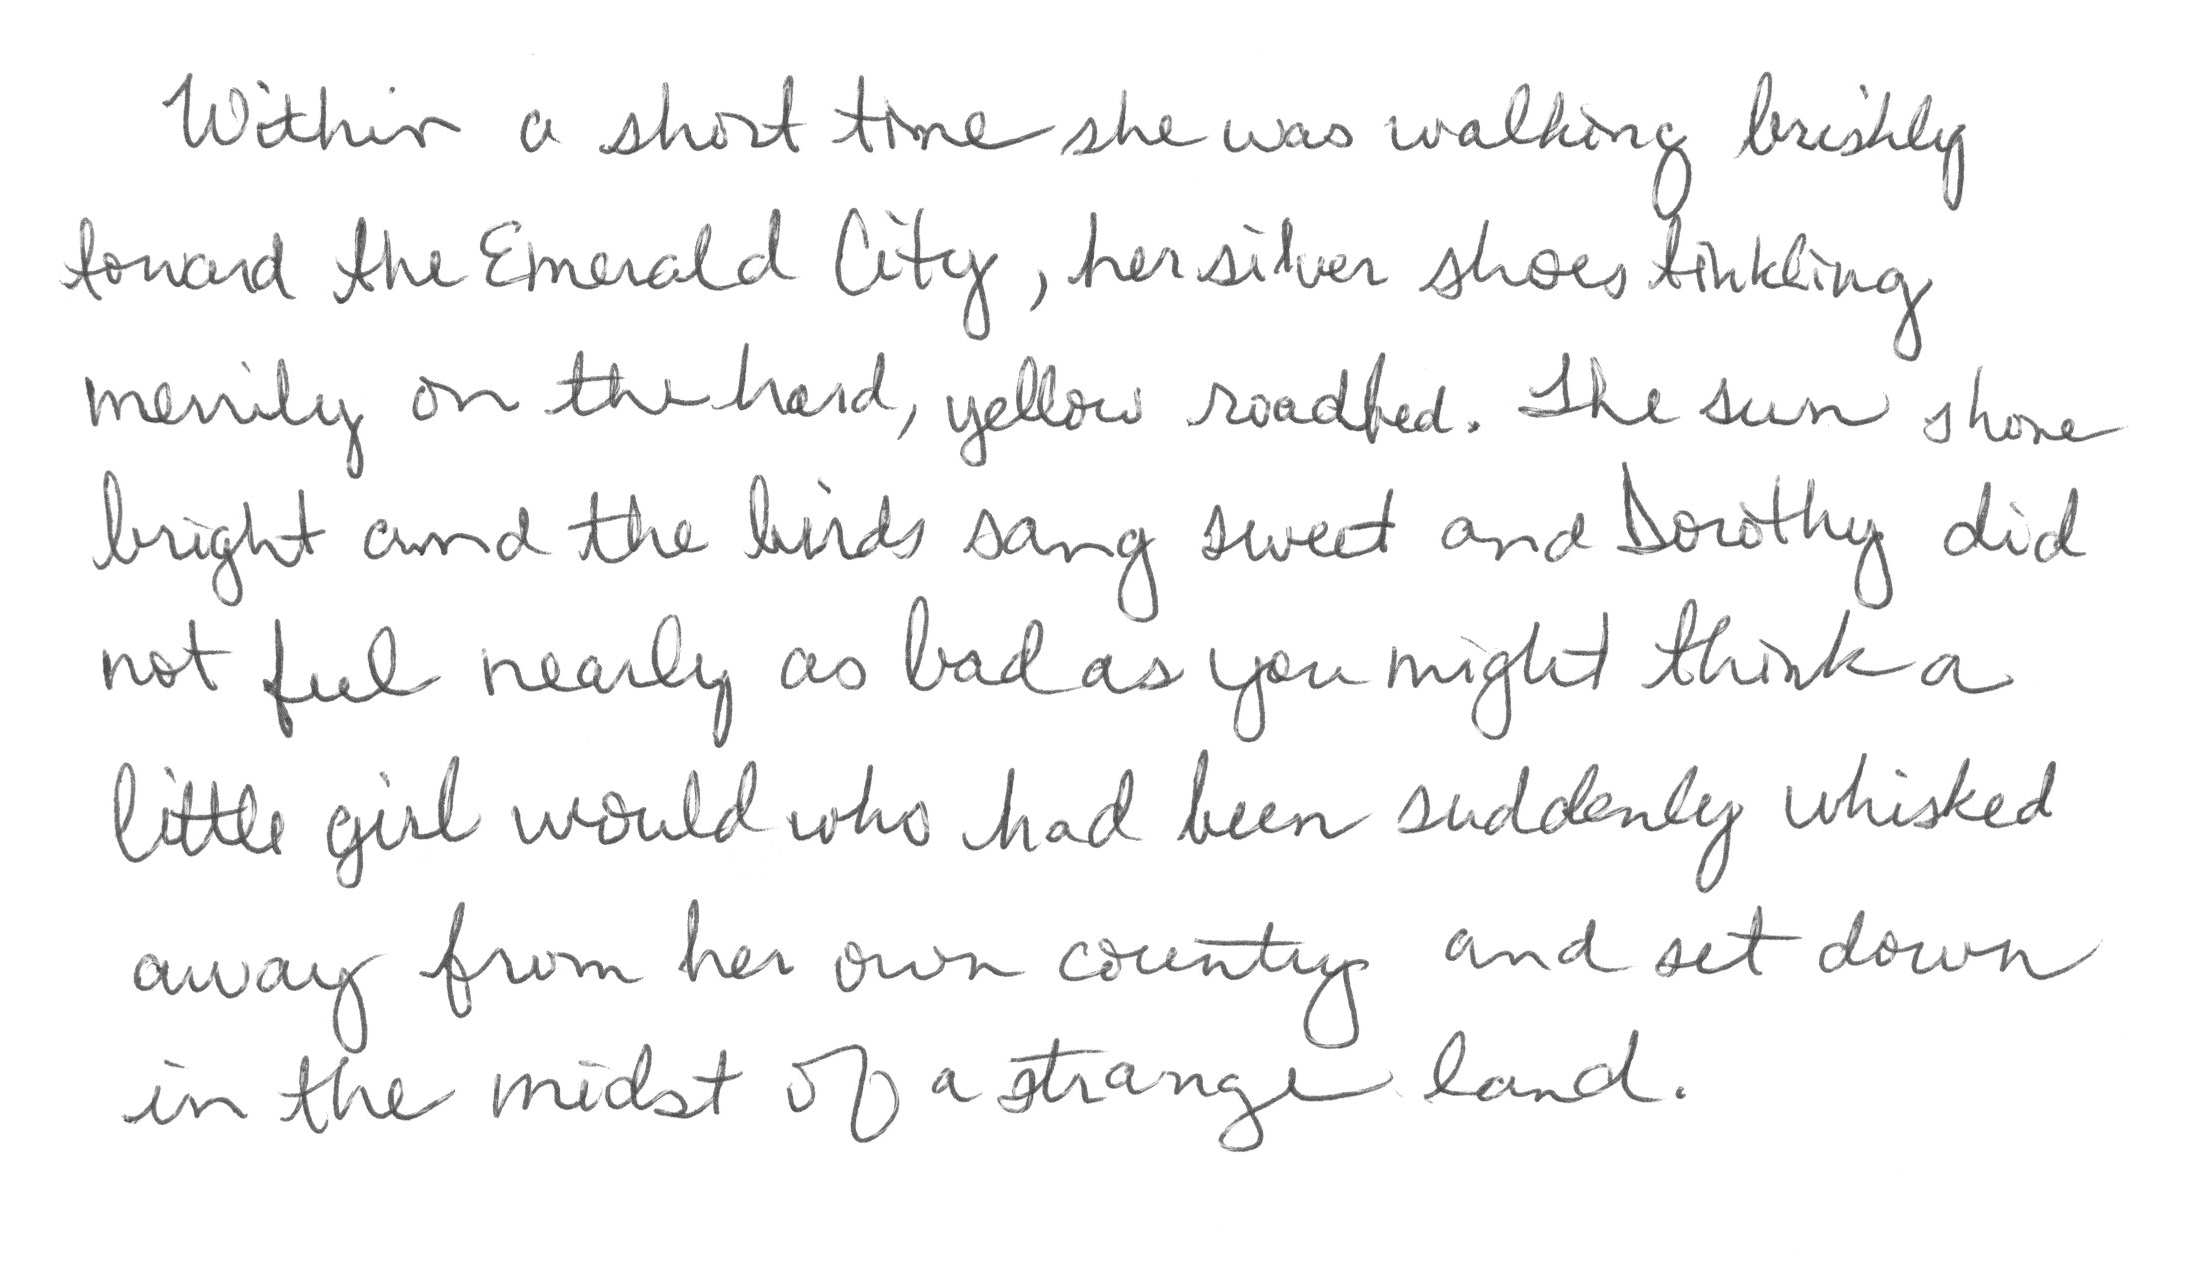 Within a short time she was walking briskly
toward the Emerald City, her silver shoes tinkling
merrily on the hard, yellow roadbed. The sun shone
bright and the birds sang sweet and Dorothy did
not feel nearly as bad as you might think a
little girl would who had been suddenly whisked
away from her own country and set down
in the midst of a strange land.